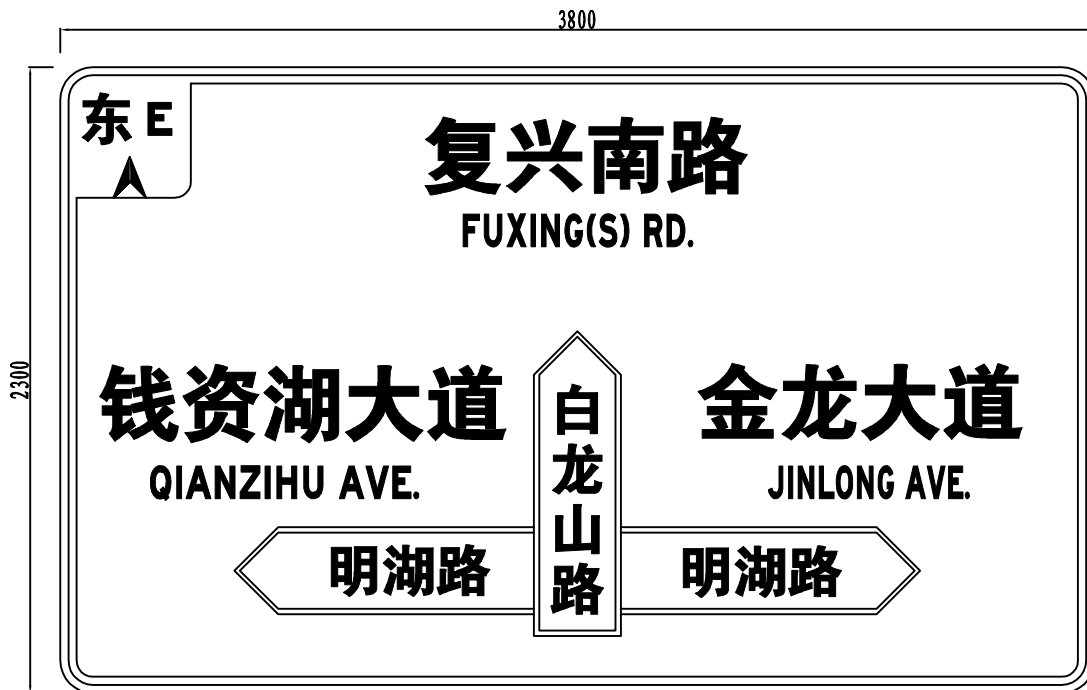 3800
2300
东 E
复兴南路
FUXING(S) RD.
钱资湖大道
QIANZIHU AVE.
白龙山路
金龙大道
JINLONG AVE.
明湖路
明湖路